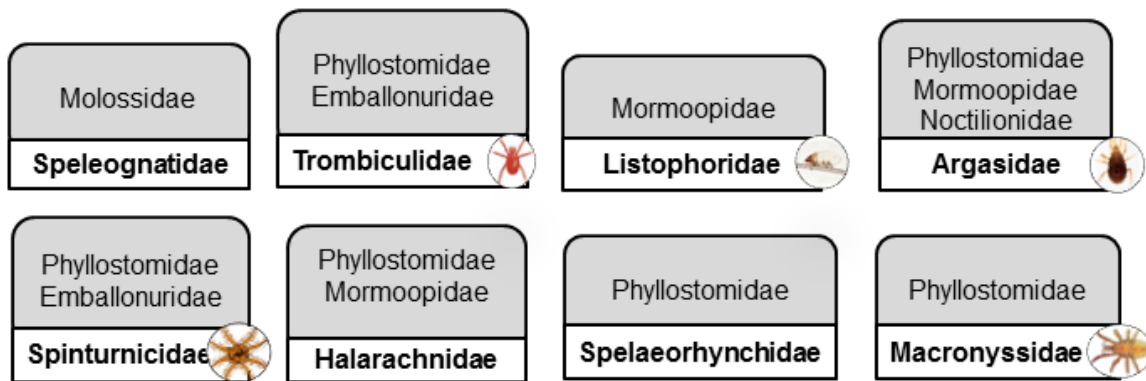 Molossidae
Speleognatidae
Phyllostomidae
Emballonuridae
Trombiculidae
Mormoopidae
Listophoridae
Phyllostomidae
Mormoopidae
Noctilionidae
Argasidae
Phyllostomidae
Emballonuridae
Spinturnicidae
Phyllostomidae
Mormoopidae
Halarachnidae
Phyllostomidae
Spelaeorhynchidae
Phyllostomidae
Macronyssidae